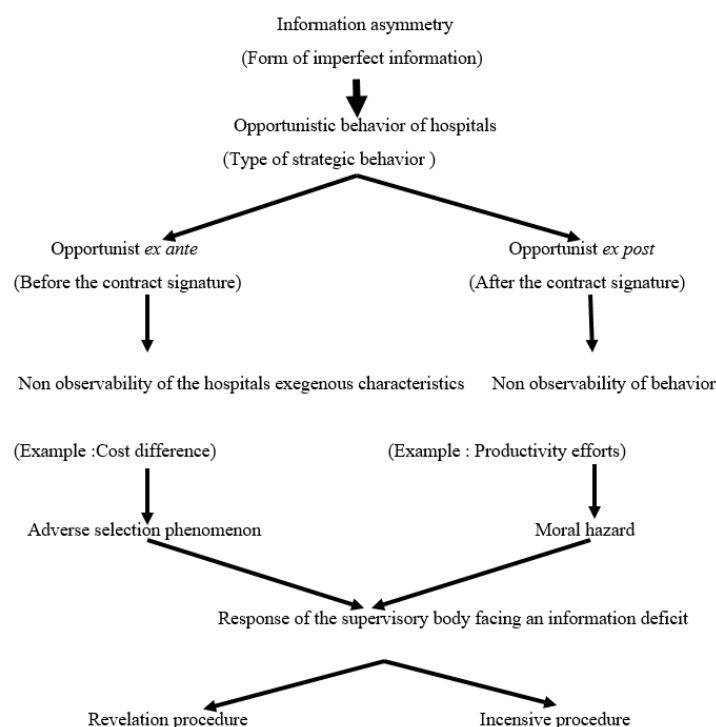 Information asymmetry
(Form of imperfect information)
Opportunistic behavior of hospitals
(Type of strategic behavior )
Opportunist ex ante
(Before the contract signature)
Opportunist ex post
(After the contract signature)
Non observability of the hospitals exegenous characteristics
Non observability of behavior
(Example :Cost difference)
(Example : Productivity efforts)
Adverse selection phenomenon
Moral hazard
Response of the supervisory body facing an information deficit
Revelation procedure
Incensive procedure